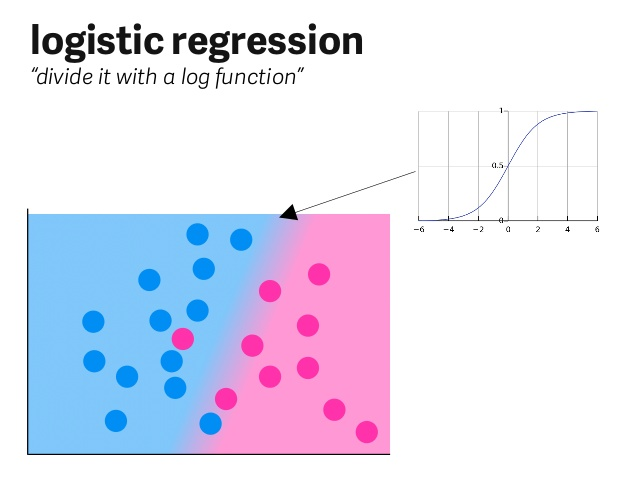 logistic regression
“divide it with a log function”
1
0.5
0
−6 −4 −2 0 2 4 6